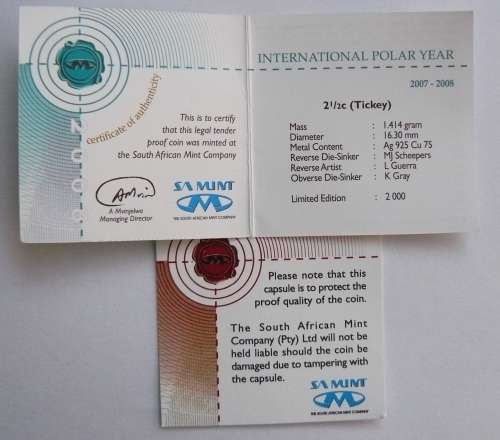 certificate of authenticity
This is to certify
that this legal tender
proof coin was minted at
the South African Mint Company
A Manjelwa
Managing Director
SA MINT
THE SOUTH AFRICAN MINT COMPANY
INTERNATIONAL POLAR YEAR
2007 - 2008
2½c (Tickey)
Mass : 1.414 gram
Diameter : 16.30 mm
Metal Content : Ag 925 Cu 75
Reverse Die-Sinker : MJ Scheepers
Reverse Artist : L Guerra
Obverse Die-Sinker : K Gray
Limited Edition : 2 000
Please note that this
capsule is to protect the
proof quality of the coin.
The South African Mint
Company (Pty) Ltd will not be
held liable should the coin be
damaged due to tampering with
the capsule.
SA MINT
THE SOUTH AFRICAN MINT COMPANY